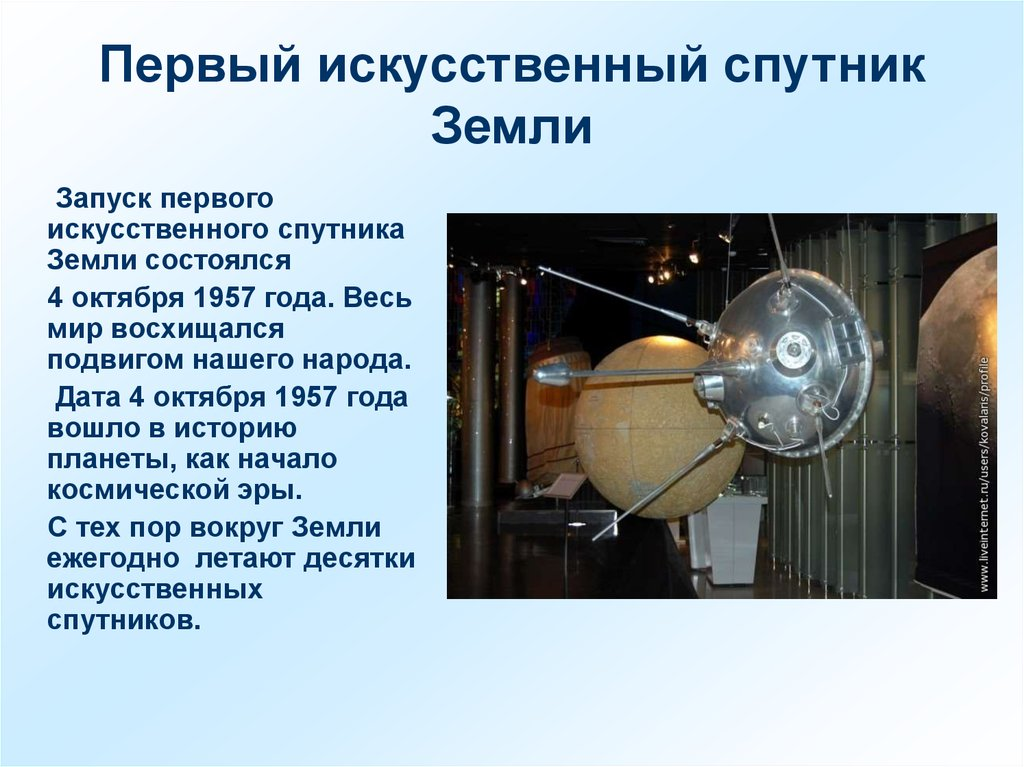 Первый искусственный спутник
Земли
Запуск первого
искусственного спутника
Земли состоялся
4 октября 1957 года. Весь
мир восхищался
подвигом нашего народа.
Дата 4 октября 1957 года
вошло в историю
планеты, как начало
космической эры.
С тех пор вокруг Земли
ежегодно летают десятки
искусственных
спутников.
www.liveinternet.ru/users/kovalaris/profile